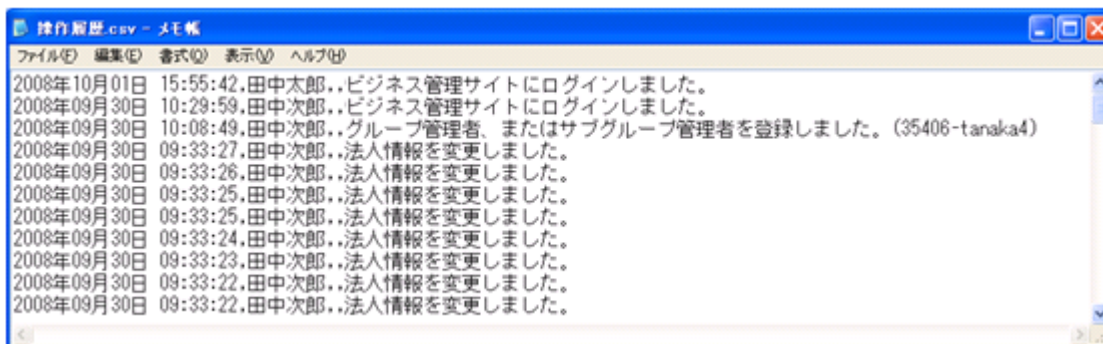 操作履歴.csv - メモ帳
ファイル(F) 編集(E) 書式(O) 表示(V) ヘルプ(H)
2008年10月01日 15:55:42,田中太郎,,ビジネス管理サイトにログインしました。
2008年09月30日 10:29:59,田中次郎,,ビジネス管理サイトにログインしました。
2008年09月30日 10:08:49,田中次郎,,グループ管理者、またはサブグループ管理者を登録しました。(35406-tanaka4)
2008年09月30日 09:33:27,田中次郎,,法人情報を変更しました。
2008年09月30日 09:33:26,田中次郎,,法人情報を変更しました。
2008年09月30日 09:33:25,田中次郎,,法人情報を変更しました。
2008年09月30日 09:33:25,田中次郎,,法人情報を変更しました。
2008年09月30日 09:33:24,田中次郎,,法人情報を変更しました。
2008年09月30日 09:33:23,田中次郎,,法人情報を変更しました。
2008年09月30日 09:33:22,田中次郎,,法人情報を変更しました。
2008年09月30日 09:33:22,田中次郎,,法人情報を変更しました。